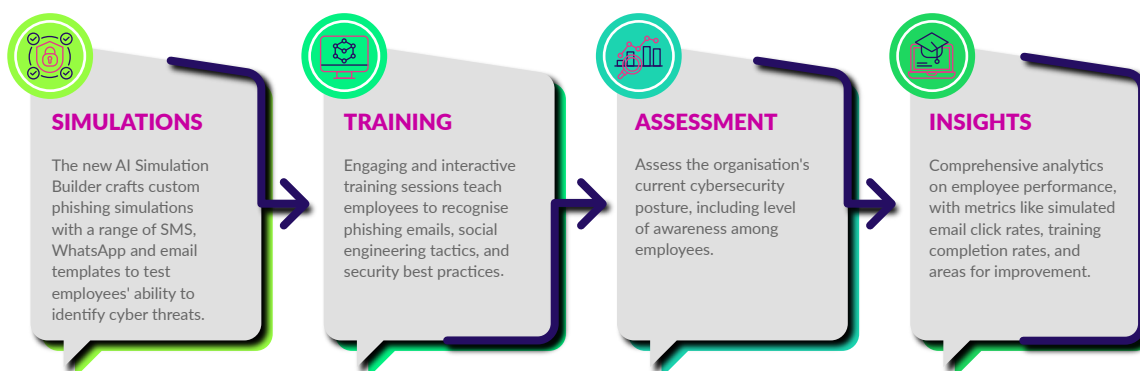 SIMULATIONS
The new AI Simulation
Builder crafts custom
phishing simulations
with a range of SMS,
WhatsApp and email
templates to test
employees' ability to
identify cyber threats.
TRAINING
Engaging and interactive
training sessions teach
employees to recognise
phishing emails, social
engineering tactics, and
security best practices.
ASSESSMENT
Assess the organisation's
current cybersecurity
posture, including level
of awareness among
employees.
INSIGHTS
Comprehensive analytics
on employee performance,
with metrics like simulated
email click rates, training
completion rates, and
areas for improvement.